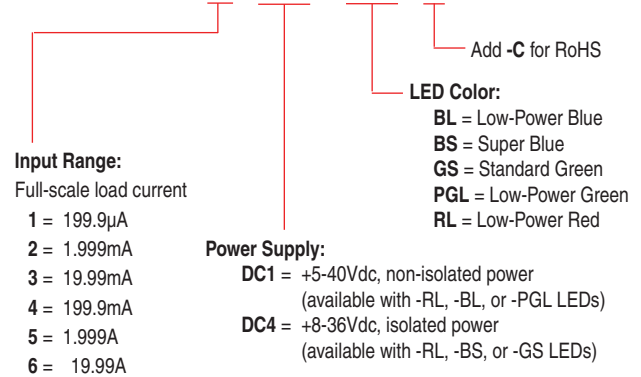 Add -C for RoHS
LED Color:
BL = Low-Power Blue
BS = Super Blue
GS = Standard Green
PGL = Low-Power Green
RL = Low-Power Red
Input Range:
Full-scale load current
1 = 199.9µA
2 = 1.999mA
3 = 19.99mA
4 = 199.9mA
5 = 1.999A
6 = 19.99A
Power Supply:
DC1 = +5-40Vdc, non-isolated power
(available with -RL, -BL, or -PGL LEDs)
DC4 = +8-36Vdc, isolated power
(available with -RL, -BS, or -GS LEDs)